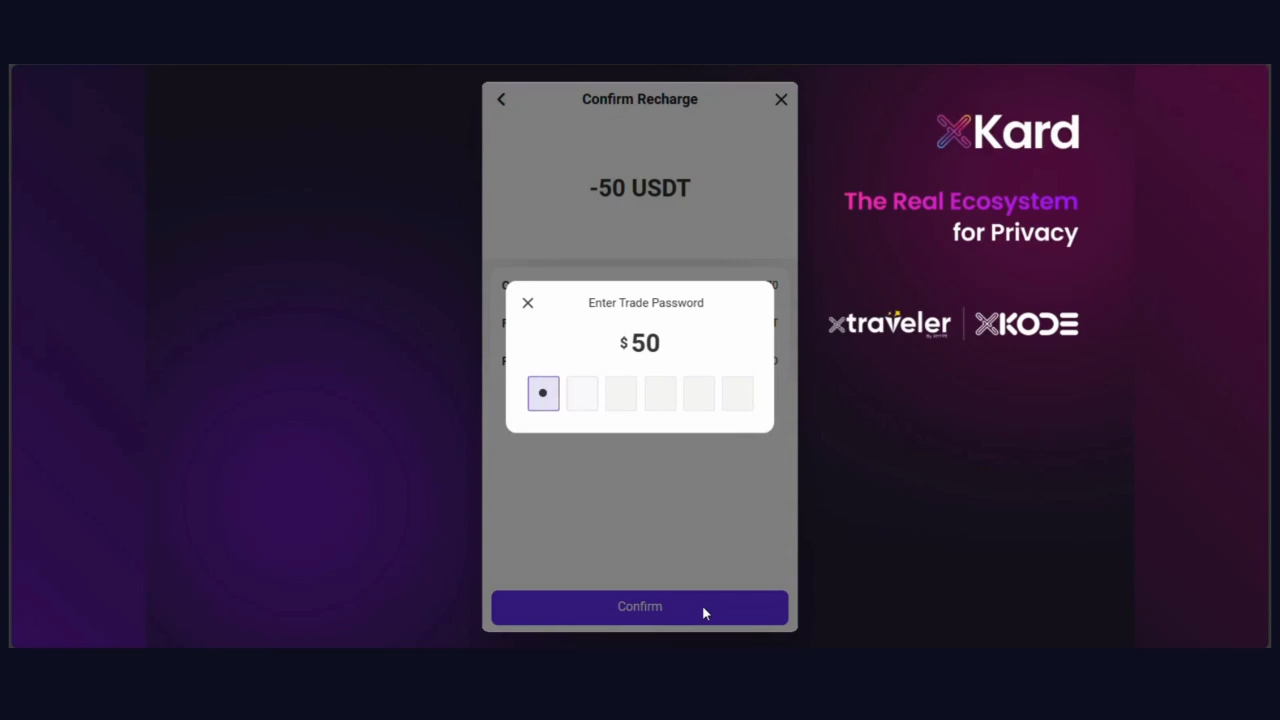 Confirm Recharge
-50 USDT
Enter Trade Password
$ 50
Confirm
XKard
The Real Ecosystem
for Privacy
xtraveler
XKODE